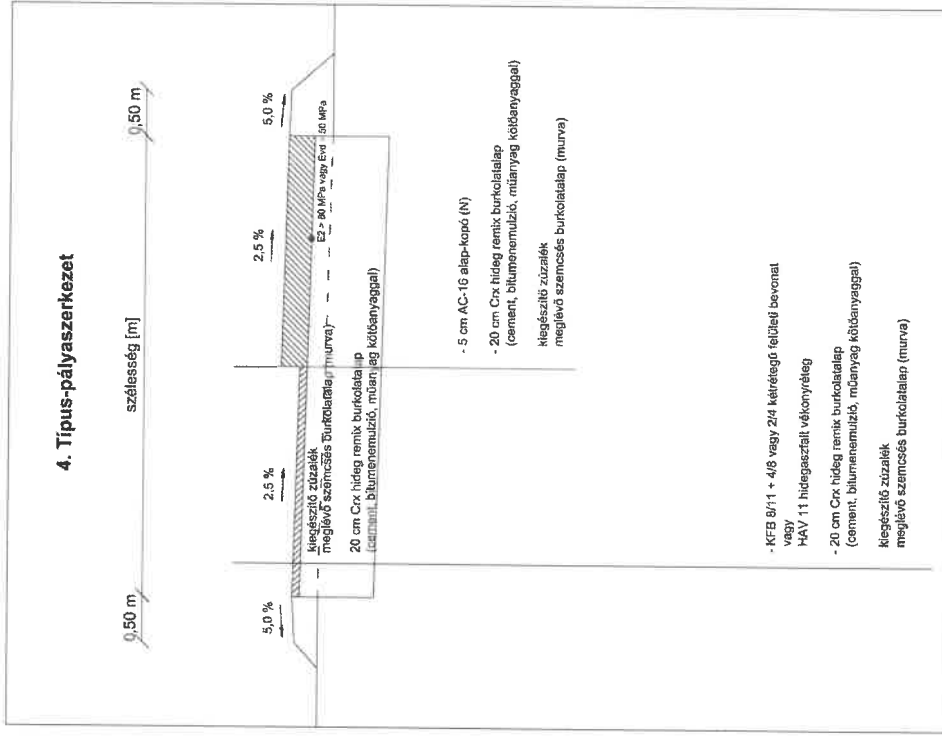 4. Típus-pályaszerkezet
szélesség [m]
0,50 m
0,50 m
5,0 %
2,5 %
2,5 %
5,0 %
E2 > 80 MPa vagy Evd 50 MPa
kiegészítő zúzalék
meglévő szemcsés burkolatalap (murva)
20 cm Crx hideg remix burkolatalap
(cement, bitumenemulzió, műanyag kötőanyaggal)
- 5 cm AC-16 alap-kopó (N)
- 20 cm Crx hideg remix burkolatalap
(cement, bitumenemulzió, műanyag kötőanyaggal)
kiegészítő zúzalék
meglévő szemcsés burkolatalap (murva)
- KFB 8/11 + 4/8 vagy 2/4 kétrétegű felületi bevonat
vagy
HAV 11 hidegaszfalt vékonyréteg
- 20 cm Crx hideg remix burkolatalap
(cement, bitumenemulzió, műanyag kötőanyaggal)
kiegészítő zúzalék
meglévő szemcsés burkolatalap (murva)